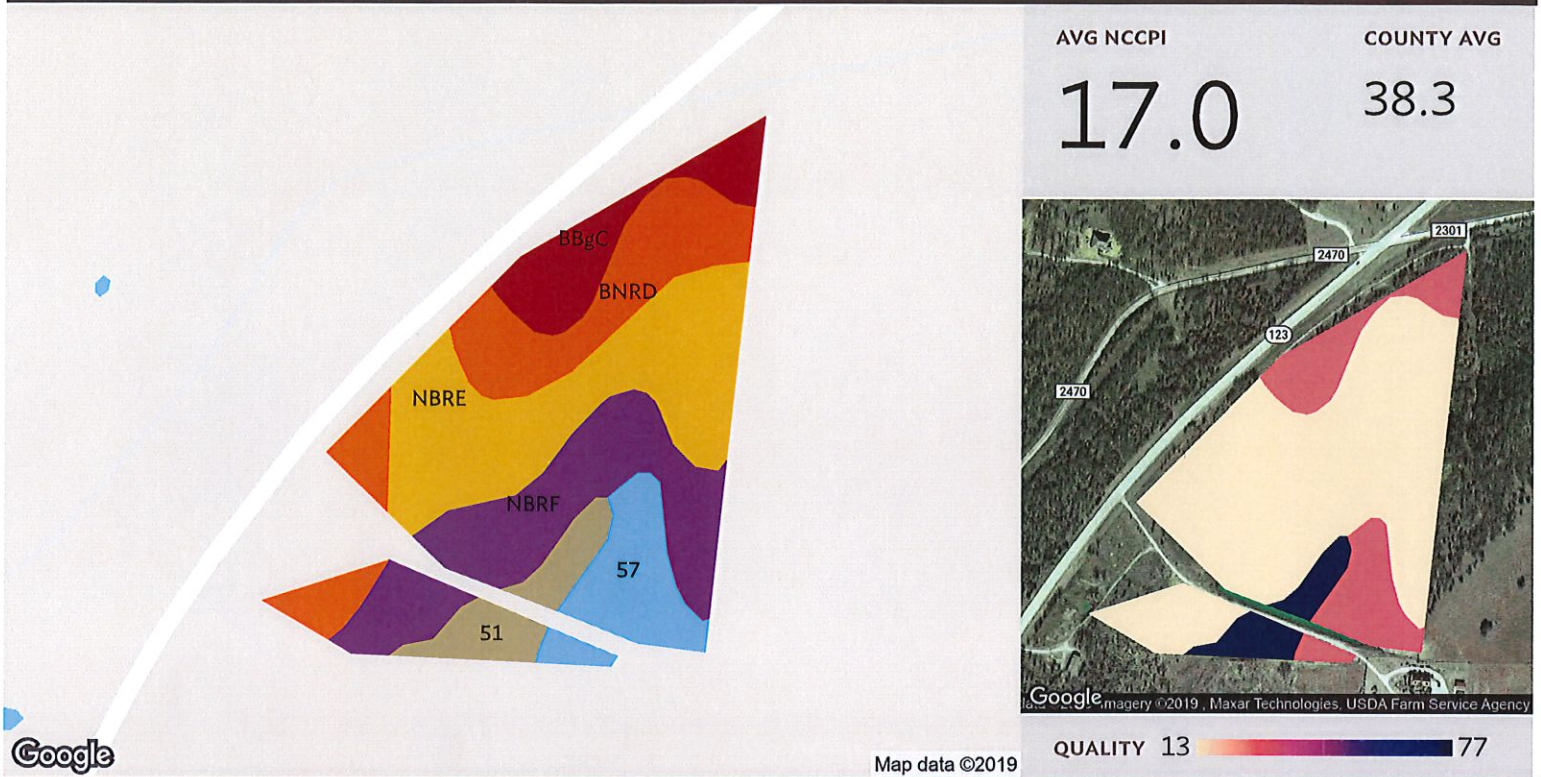 AVG NCCPI
17.0
COUNTY AVG
38.3
BBgC
BNRD
NBRE
NBRF
57
51
Google
Map data ©2019
2301
2470
123
2470
Google
Imagery ©2019 , Maxar Technologies, USDA Farm Service Agency
QUALITY 13 77